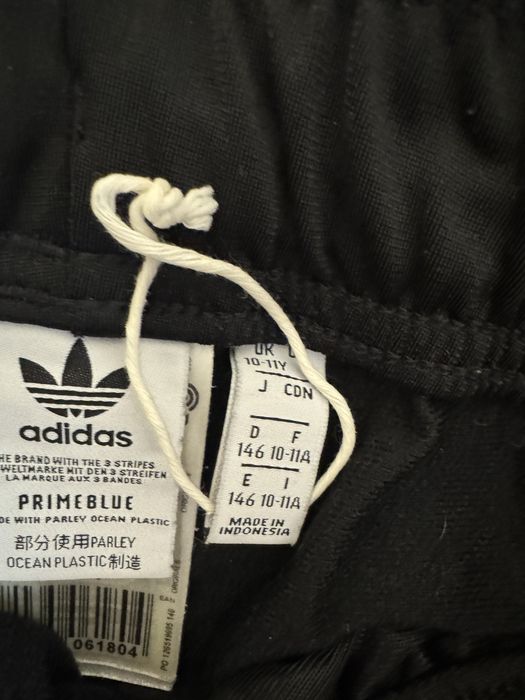 adidas
HE BRAND WITH THE 3 STRIPES
WELTMARKE MIT DEN 3 STREIFEN
LA MARQUE AUX 3 BANDES
PRIMEBLUE
DE WITH PARLEY OCEAN PLASTIC
部分使用PARLEY
OCEAN PLASTIC制造
061804
UK
10-11Y
J CDN
D F
146 10-11A
E I
146 10-11A
MADE IN
INDONESIA